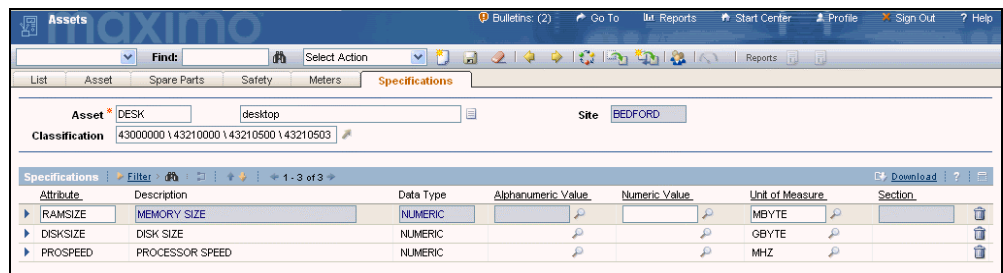 Assets
maximo
Bulletins: (2) Go To Reports Start Center Profile Sign Out ? Help
Find: Select Action Reports
List Asset Spare Parts Safety Meters Specifications
Asset * DESK desktop Site BEDFORD
Classification 43000000 \ 43210000 \ 43210500 \ 43210503
Specifications Filter 1 - 3 of 3 Download ?
Attribute Description Data Type Alphanumeric Value Numeric Value Unit of Measure Section
RAMSIZE MEMORY SIZE NUMERIC MBYTE
DISKSIZE DISK SIZE NUMERIC GBYTE
PROSPEED PROCESSOR SPEED NUMERIC MHZ